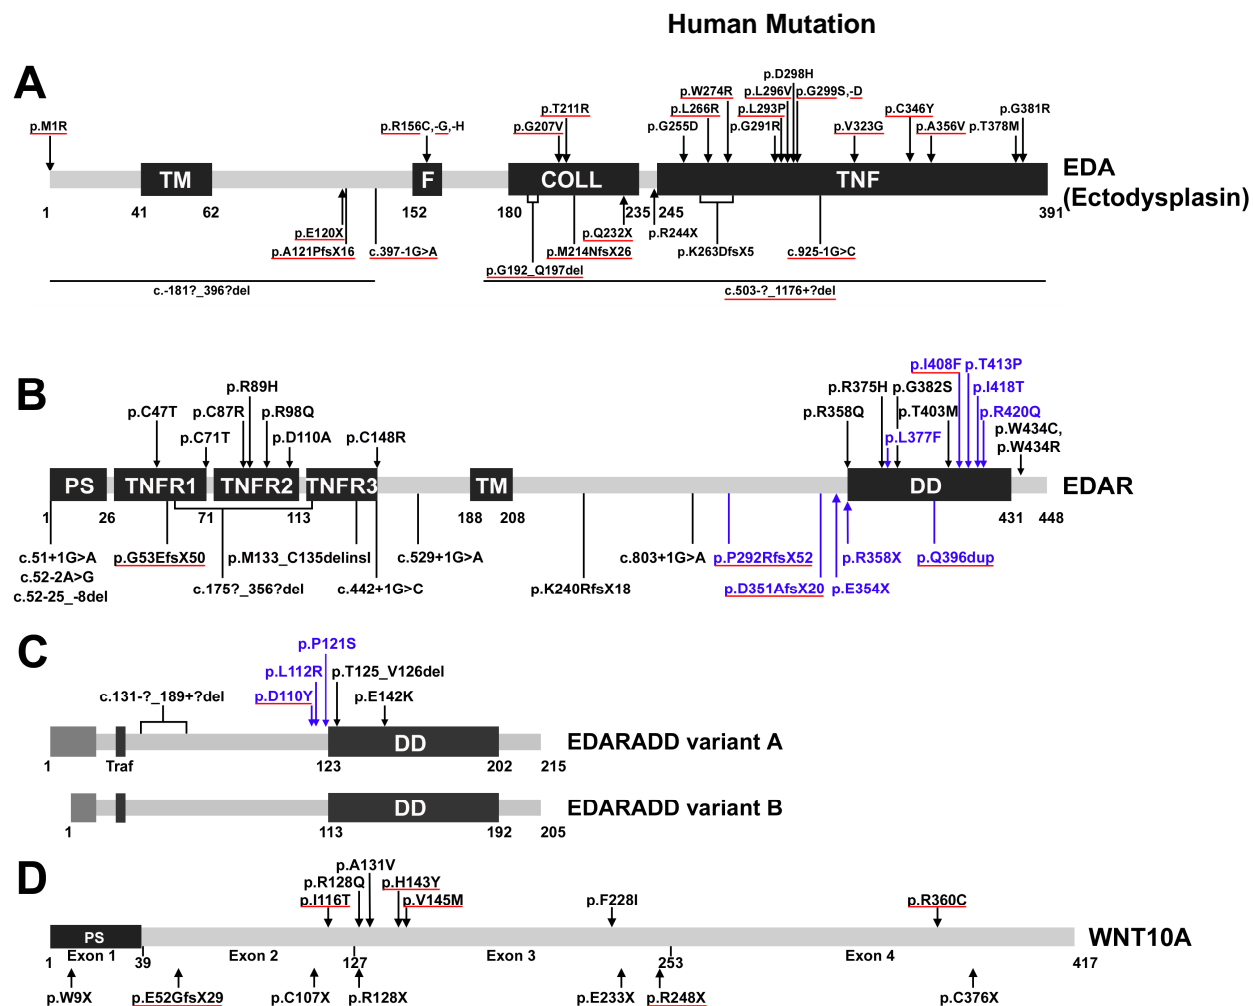 Human Mutation
A
p.D298H
p.W274R p.L296V p.G299S,-D
p.T211R p.L266R p.L293P p.C346Y p.G381R
p.M1R p.R156C,-G,-H p.G207V p.G255D p.G291R p.V323G p.A356V p.T378M
TM F COLL TNF
EDA
(Ectodysplasin)
1 41 62 152 180 235 245 391
p.E120X p.Q232X p.R244X
p.A121PfsX16 c.397-1G>A p.M214NfsX26 p.K263DfsX5 c.925-1G>C
p.G192_Q197del
c.-181?_396?del c.503-?_1176+?del
B
p.I408F p.T413P
p.R89H p.R375H p.G382S p.I418T
p.C47T p.C87R p.R98Q p.R358Q p.T403M p.R420Q
p.C71T p.D110A p.C148R p.L377F p.W434C,
p.W434R
PS TNFR1 TNFR2 TNFR3 TM DD EDAR
1 26 71 113 188 208 431 448
c.51+1G>A p.G53EfsX50 p.M133_C135delinsI c.529+1G>A c.803+1G>A p.P292RfsX52 p.R358X p.Q396dup
c.52-2A>G
c.175?_356?del c.442+1G>C p.K240RfsX18 p.D351AfsX20 p.E354X
c.52-25_-8del
C
p.P121S
p.L112R p.T125_V126del
c.131-?_189+?del p.D110Y p.E142K
DD EDARADD variant A
1 Traf 123 202 215
DD EDARADD variant B
1 113 192 205
D
p.A131V
p.R128Q p.H143Y
p.I116T p.V145M p.F228I p.R360C
PS WNT10A
Exon 1 Exon 2 Exon 3 Exon 4
1 39 127 253 417
p.W9X p.E52GfsX29 p.C107X p.R128X p.E233X p.R248X p.C376X